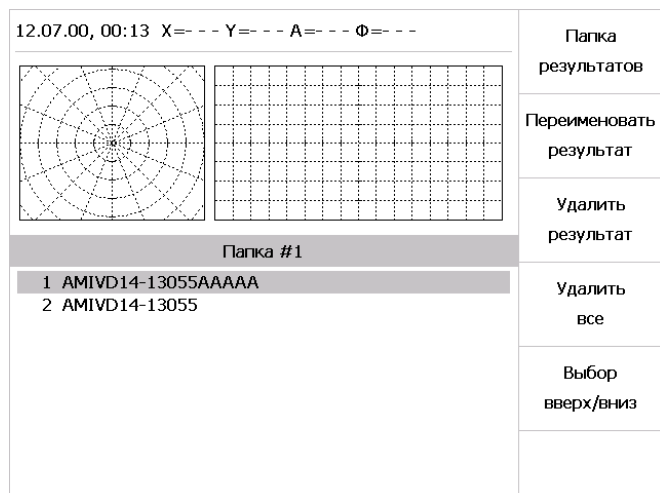 12.07.00, 00:13 X=- - - Y=- - - A=- - - Ф=- - -
Папка #1
1 AMIVD14-13055AAAAA
2 AMIVD14-13055
Папка
результатов
Переименовать
результат
Удалить
результат
Удалить
все
Выбор
вверх/вниз